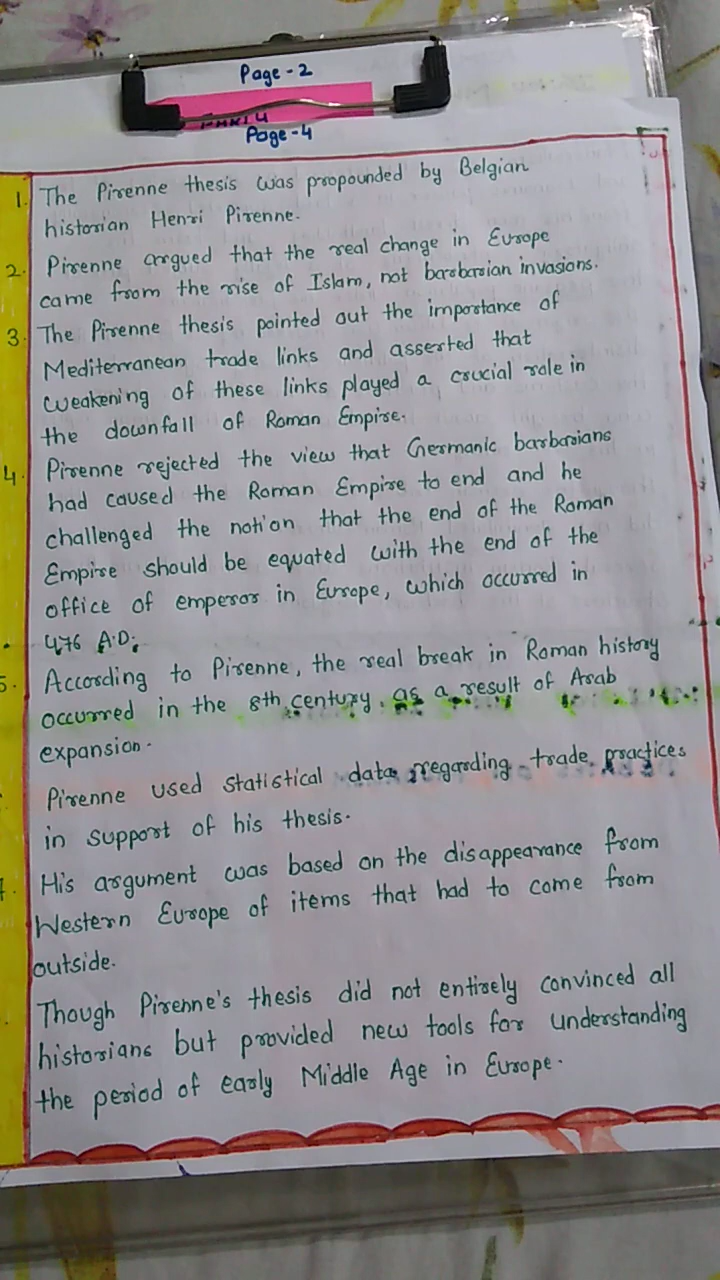 Page-2
Page-4
1. The Pirenne thesis was propounded by Belgian
historian Henri Pirenne.
2. Pirenne argued that the real change in Europe
came from the rise of Islam, not barbarian invasions.
3. The Pirenne thesis pointed out the importance of
Mediterranean trade links and asserted that
weakening of these links played a crucial role in
the downfall of Roman Empire.
4. Pirenne rejected the view that Germanic barbarians
had caused the Roman Empire to end and he
challenged the notion that the end of the Roman
Empire should be equated with the end of the
office of emperor in Europe, which occurred in
476 A.D.
5. According to Pirenne, the real break in Roman history
occurred in the 8th century as a result of Arab
expansion.
Pirenne used statistical data regarding trade practices
in support of his thesis.
7. His argument was based on the disappearance from
Western Europe of items that had to come from
outside.
Though Pirenne's thesis did not entirely convinced all
historians but provided new tools for understanding
the period of early Middle Age in Europe.